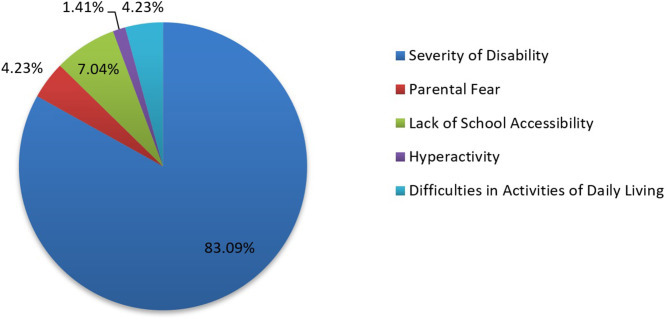 1.41% 4.23%
4.23%
7.04%
83.09%
Severity of Disability
Parental Fear
Lack of School Accessibility
Hyperactivity
Difficulties in Activities of Daily Living